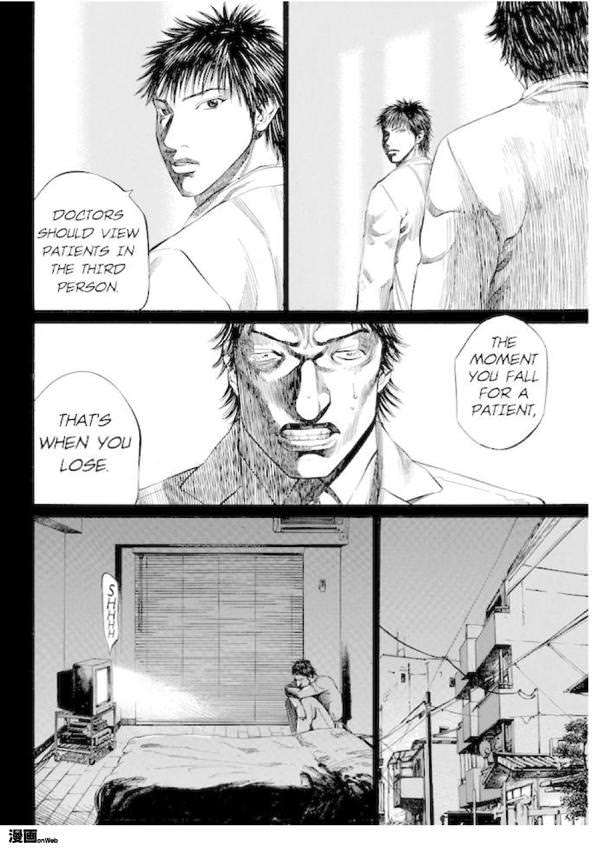 DOCTORS
SHOULD VIEW
PATIENTS IN
THE THIRD
PERSON.
THE
MOMENT
YOU FALL
FOR A
PATIENT,
THAT'S
WHEN YOU
LOSE.
SHHHH
漫画onWeb